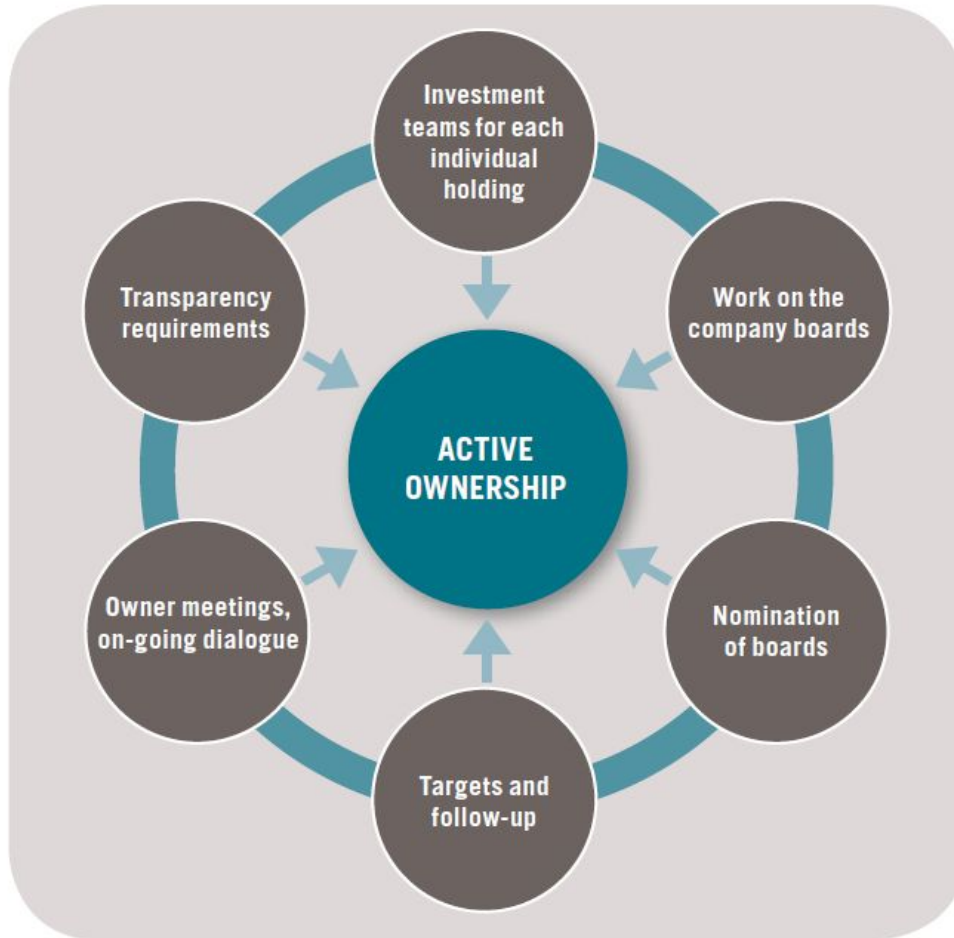 Investment
teams for each
individual
holding
Transparency
requirements
Work on the
company boards
ACTIVE
OWNERSHIP
Owner meetings,
on-going dialogue
Nomination
of boards
Targets and
follow-up